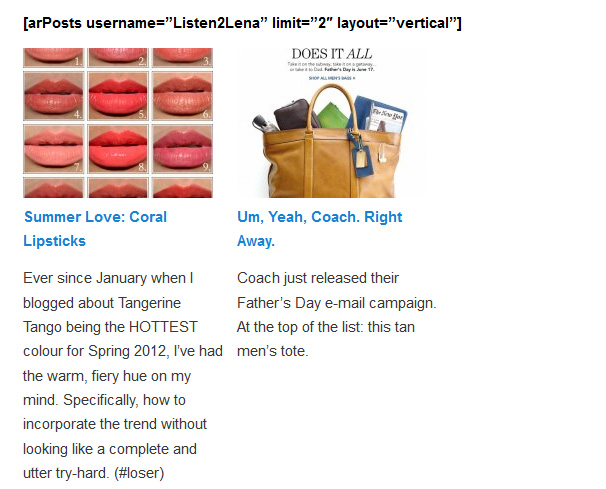 [arPosts username=”Listen2Lena” limit=”2″ layout=”vertical”]
1. 2. 3.
4. 5. 6.
7. 8. 9.
DOES IT ALL
Take it on the subway, take it on a getaway...
or take it to Dad. Father's Day is June 17.
SHOP ALL MEN'S BAGS
The New Yor
Summer Love: Coral
Lipsticks
Ever since January when I
blogged about Tangerine
Tango being the HOTTEST
colour for Spring 2012, I’ve had
the warm, fiery hue on my
mind. Specifically, how to
incorporate the trend without
looking like a complete and
utter try-hard. (#loser)
Um, Yeah, Coach. Right
Away.
Coach just released their
Father’s Day e-mail campaign.
At the top of the list: this tan
men’s tote.